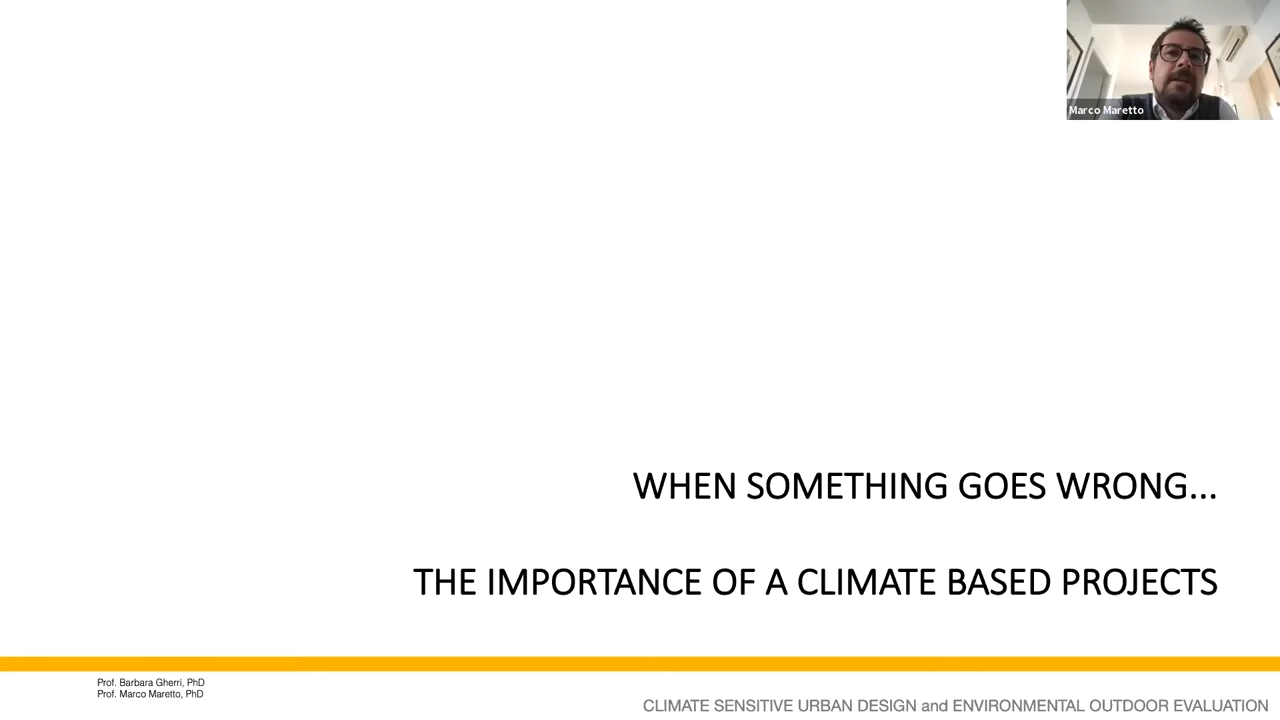 Marco Maretto
WHEN SOMETHING GOES WRONG...
THE IMPORTANCE OF A CLIMATE BASED PROJECTS
Prof. Barbara Gherri, PhD
Prof. Marco Maretto, PhD
CLIMATE SENSITIVE URBAN DESIGN and ENVIRONMENTAL OUTDOOR EVALUATION